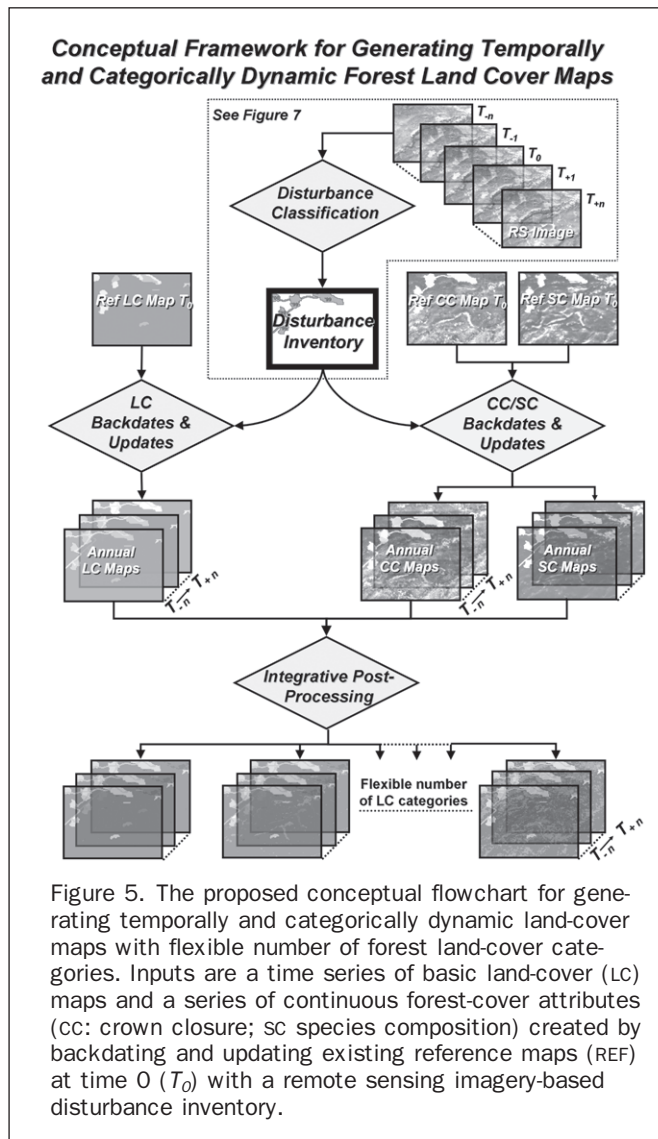 Conceptual Framework for Generating Temporally
and Categorically Dynamic Forest Land Cover Maps
See Figure 7
T-n
T-1
T0
T+1
T+n
RS Image
Disturbance
Classification
Ref LC Map T0
Disturbance
Inventory
Ref CC Map T0
Ref SC Map T0
LC
Backdates &
Updates
CC/SC
Backdates &
Updates
Annual
LC Maps
T-n → T+n
Annual
CC Maps
T-n → T+n
Annual
SC Maps
Integrative Post-
Processing
Flexible number
of LC categories
T-n → T+n
Figure 5. The proposed conceptual flowchart for gene-
rating temporally and categorically dynamic land-cover
maps with flexible number of forest land-cover cate-
gories. Inputs are a time series of basic land-cover (LC)
maps and a series of continuous forest-cover attributes
(CC: crown closure; SC species composition) created by
backdating and updating existing reference maps (REF)
at time 0 (T0) with a remote sensing imagery-based
disturbance inventory.